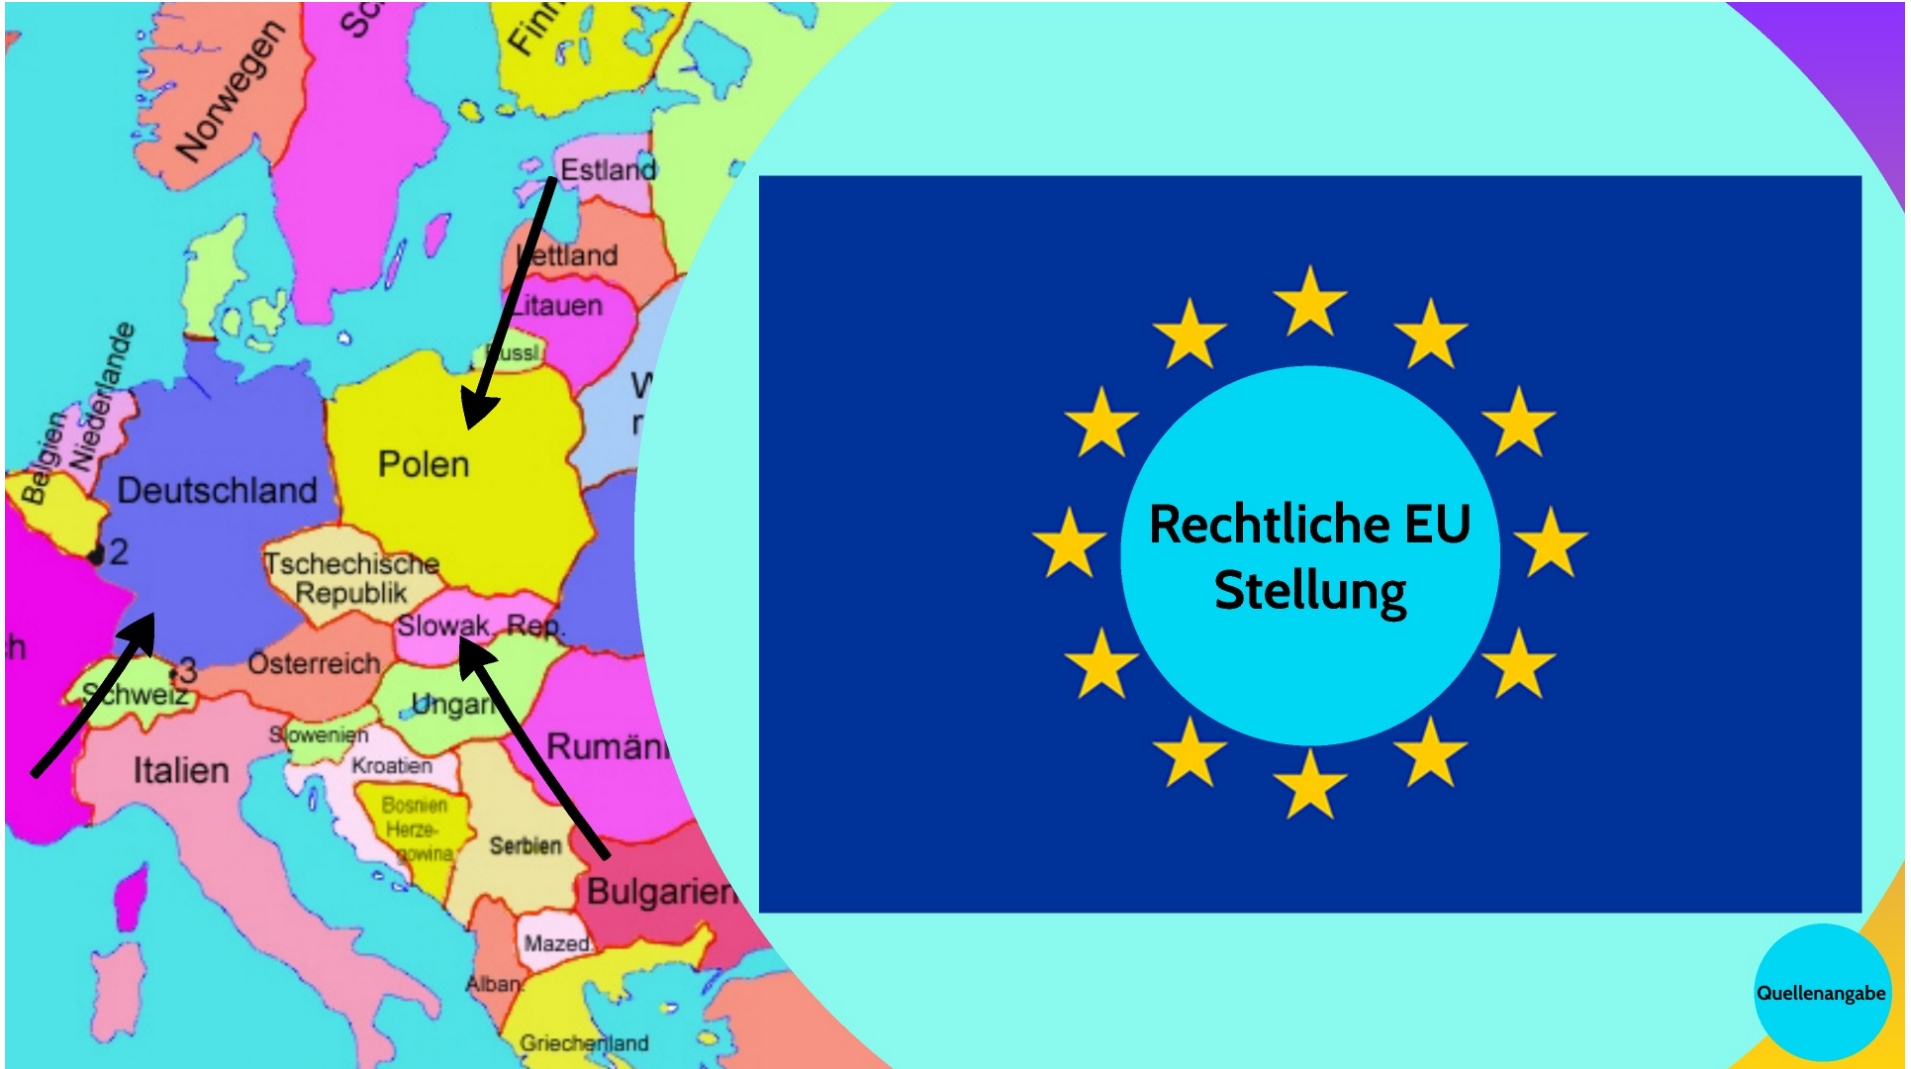 Norwegen
Estland
Lettland
Litauen
Russl.
Niederlande
Belgien
Polen
Deutschland
2
Tschechische
Republik
Slowak. Rep.
Österreich
3
Schweiz
Ungarn
Slowenien
Italien
Kroatien
Bosnien
Herze-
gowina
Serbien
Bulgarien
Mazed.
Alban.
Griechenland
Rechtliche EU
Stellung
Quellenangabe